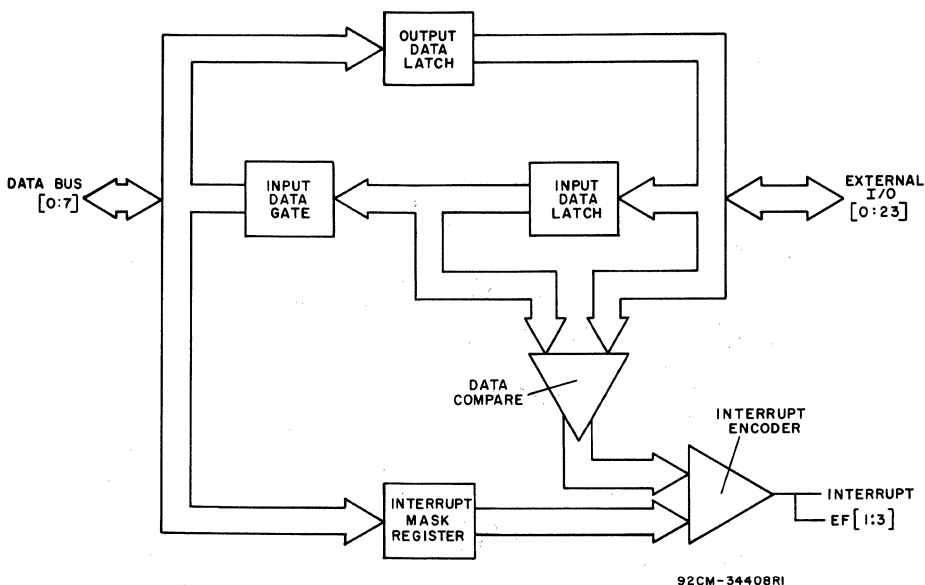 OUTPUT
DATA
LATCH
DATA BUS
[0:7]
INPUT
DATA
GATE
INPUT
DATA
LATCH
EXTERNAL
I/O
[0:23]
DATA
COMPARE
INTERRUPT
ENCODER
INTERRUPT
MASK
REGISTER
INTERRUPT
EF[1:3]
92CM-34408R1